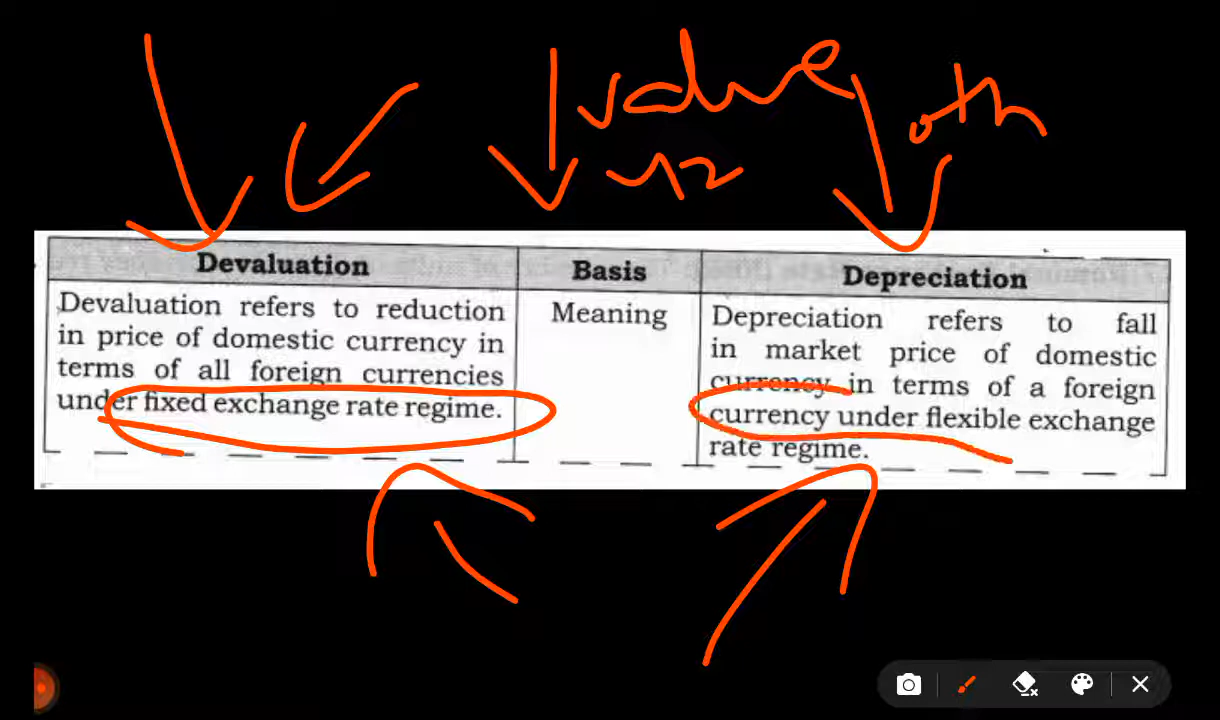 value
oth
Devaluation Basis Depreciation
Devaluation refers to reduction
in price of domestic currency in
terms of all foreign currencies
under fixed exchange rate regime.
Meaning
Depreciation refers to fall
in market price of domestic
currency in terms of a foreign
currency under flexible exchange
rate regime.